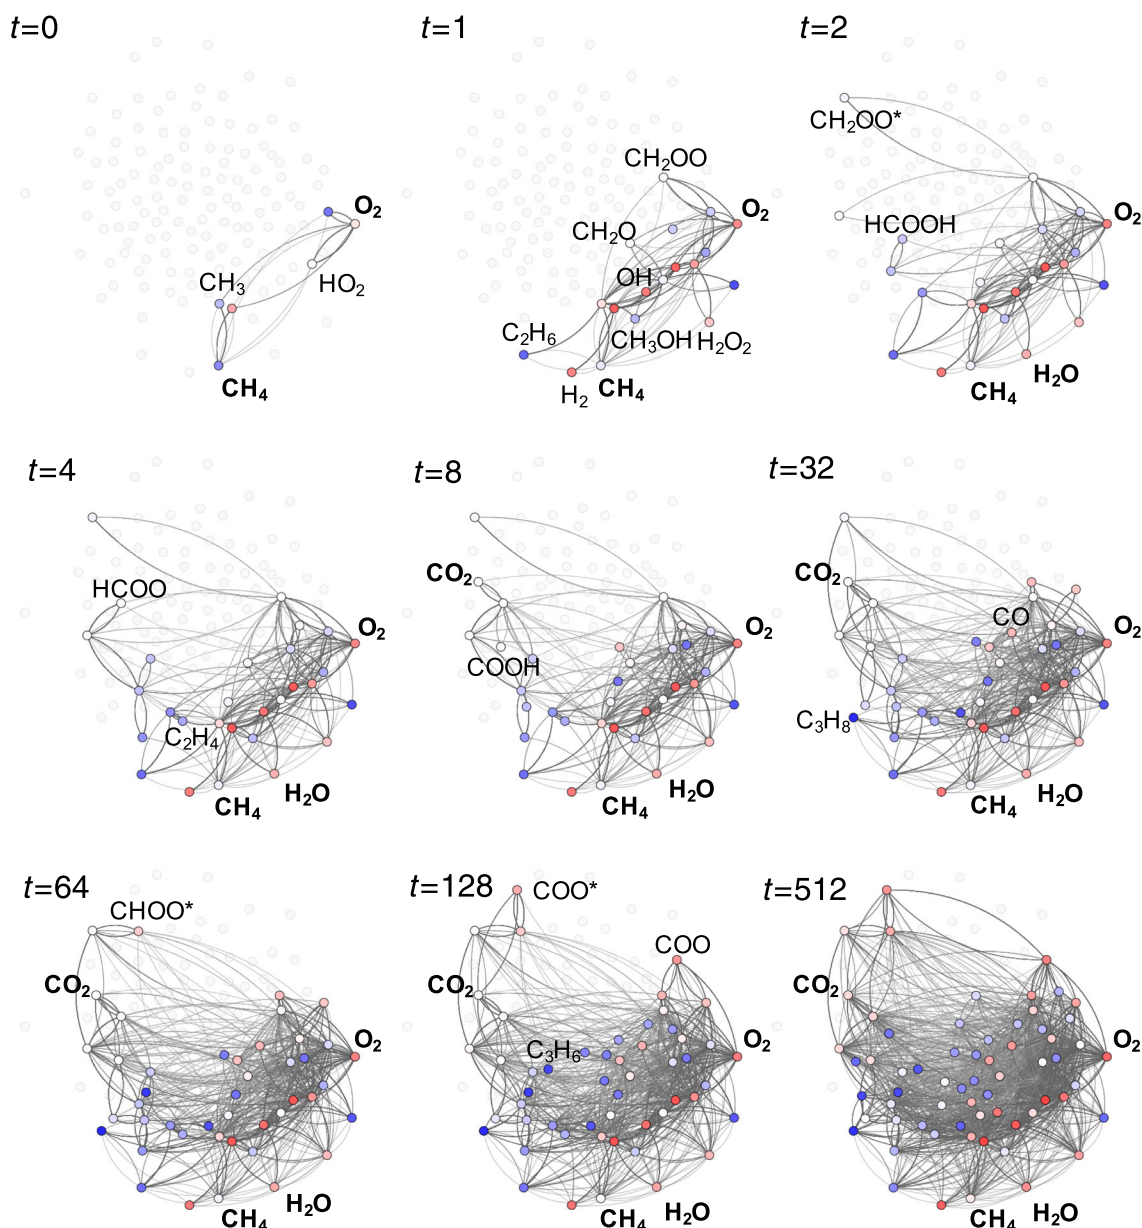 t=0
t=1
t=2
CH₂OO*
CH₂OO
O₂
O₂
O₂
HCOOH
CH₂O
CH₃
HO₂
OH
C₂H₆
CH₃OH
H₂O₂
CH₄
H₂
CH₄
H₂O
CH₄
t=4
t=8
t=32
CO₂
CO₂
HCOO
CO
O₂
O₂
O₂
COOH
C₂H₄
C₃H₈
H₂O
H₂O
H₂O
CH₄
CH₄
CH₄
t=64
t=128
t=512
COO*
CHOO*
COO
CO₂
CO₂
CO₂
O₂
O₂
O₂
C₃H₆
H₂O
H₂O
H₂O
CH₄
CH₄
CH₄